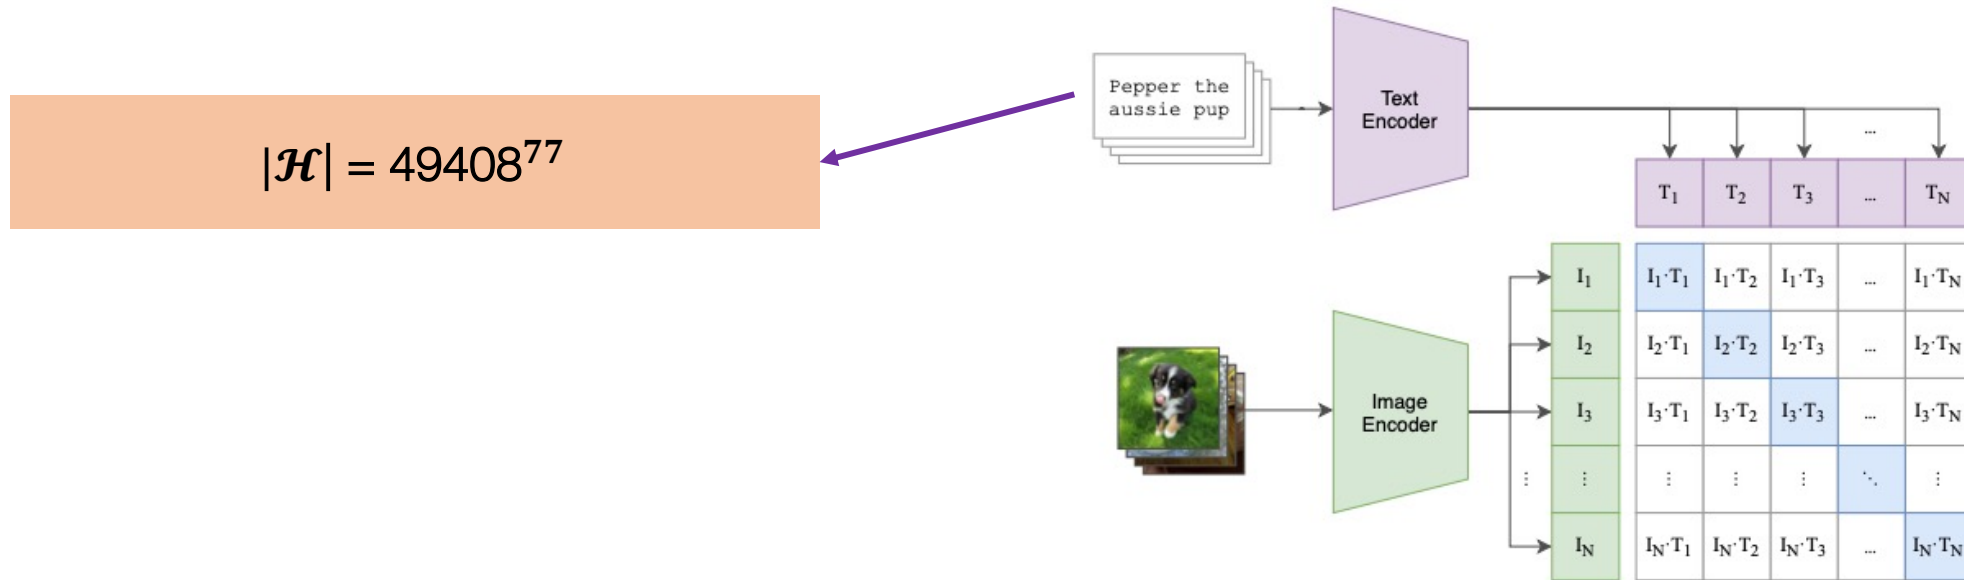 |𝓗| = 49408⁷⁷
Pepper the
aussie pup
Text
Encoder
...
T₁ T₂ T₃ ... T_N
I₁ I₁·T₁ I₁·T₂ I₁·T₃ ... I₁·T_N
I₂ I₂·T₁ I₂·T₂ I₂·T₃ ... I₂·T_N
Image
Encoder
I₃ I₃·T₁ I₃·T₂ I₃·T₃ ... I₃·T_N
⋮ ⋮ ⋮ ⋮ ⋮ ⋱ ⋮
I_N I_N·T₁ I_N·T₂ I_N·T₃ ... I_N·T_N